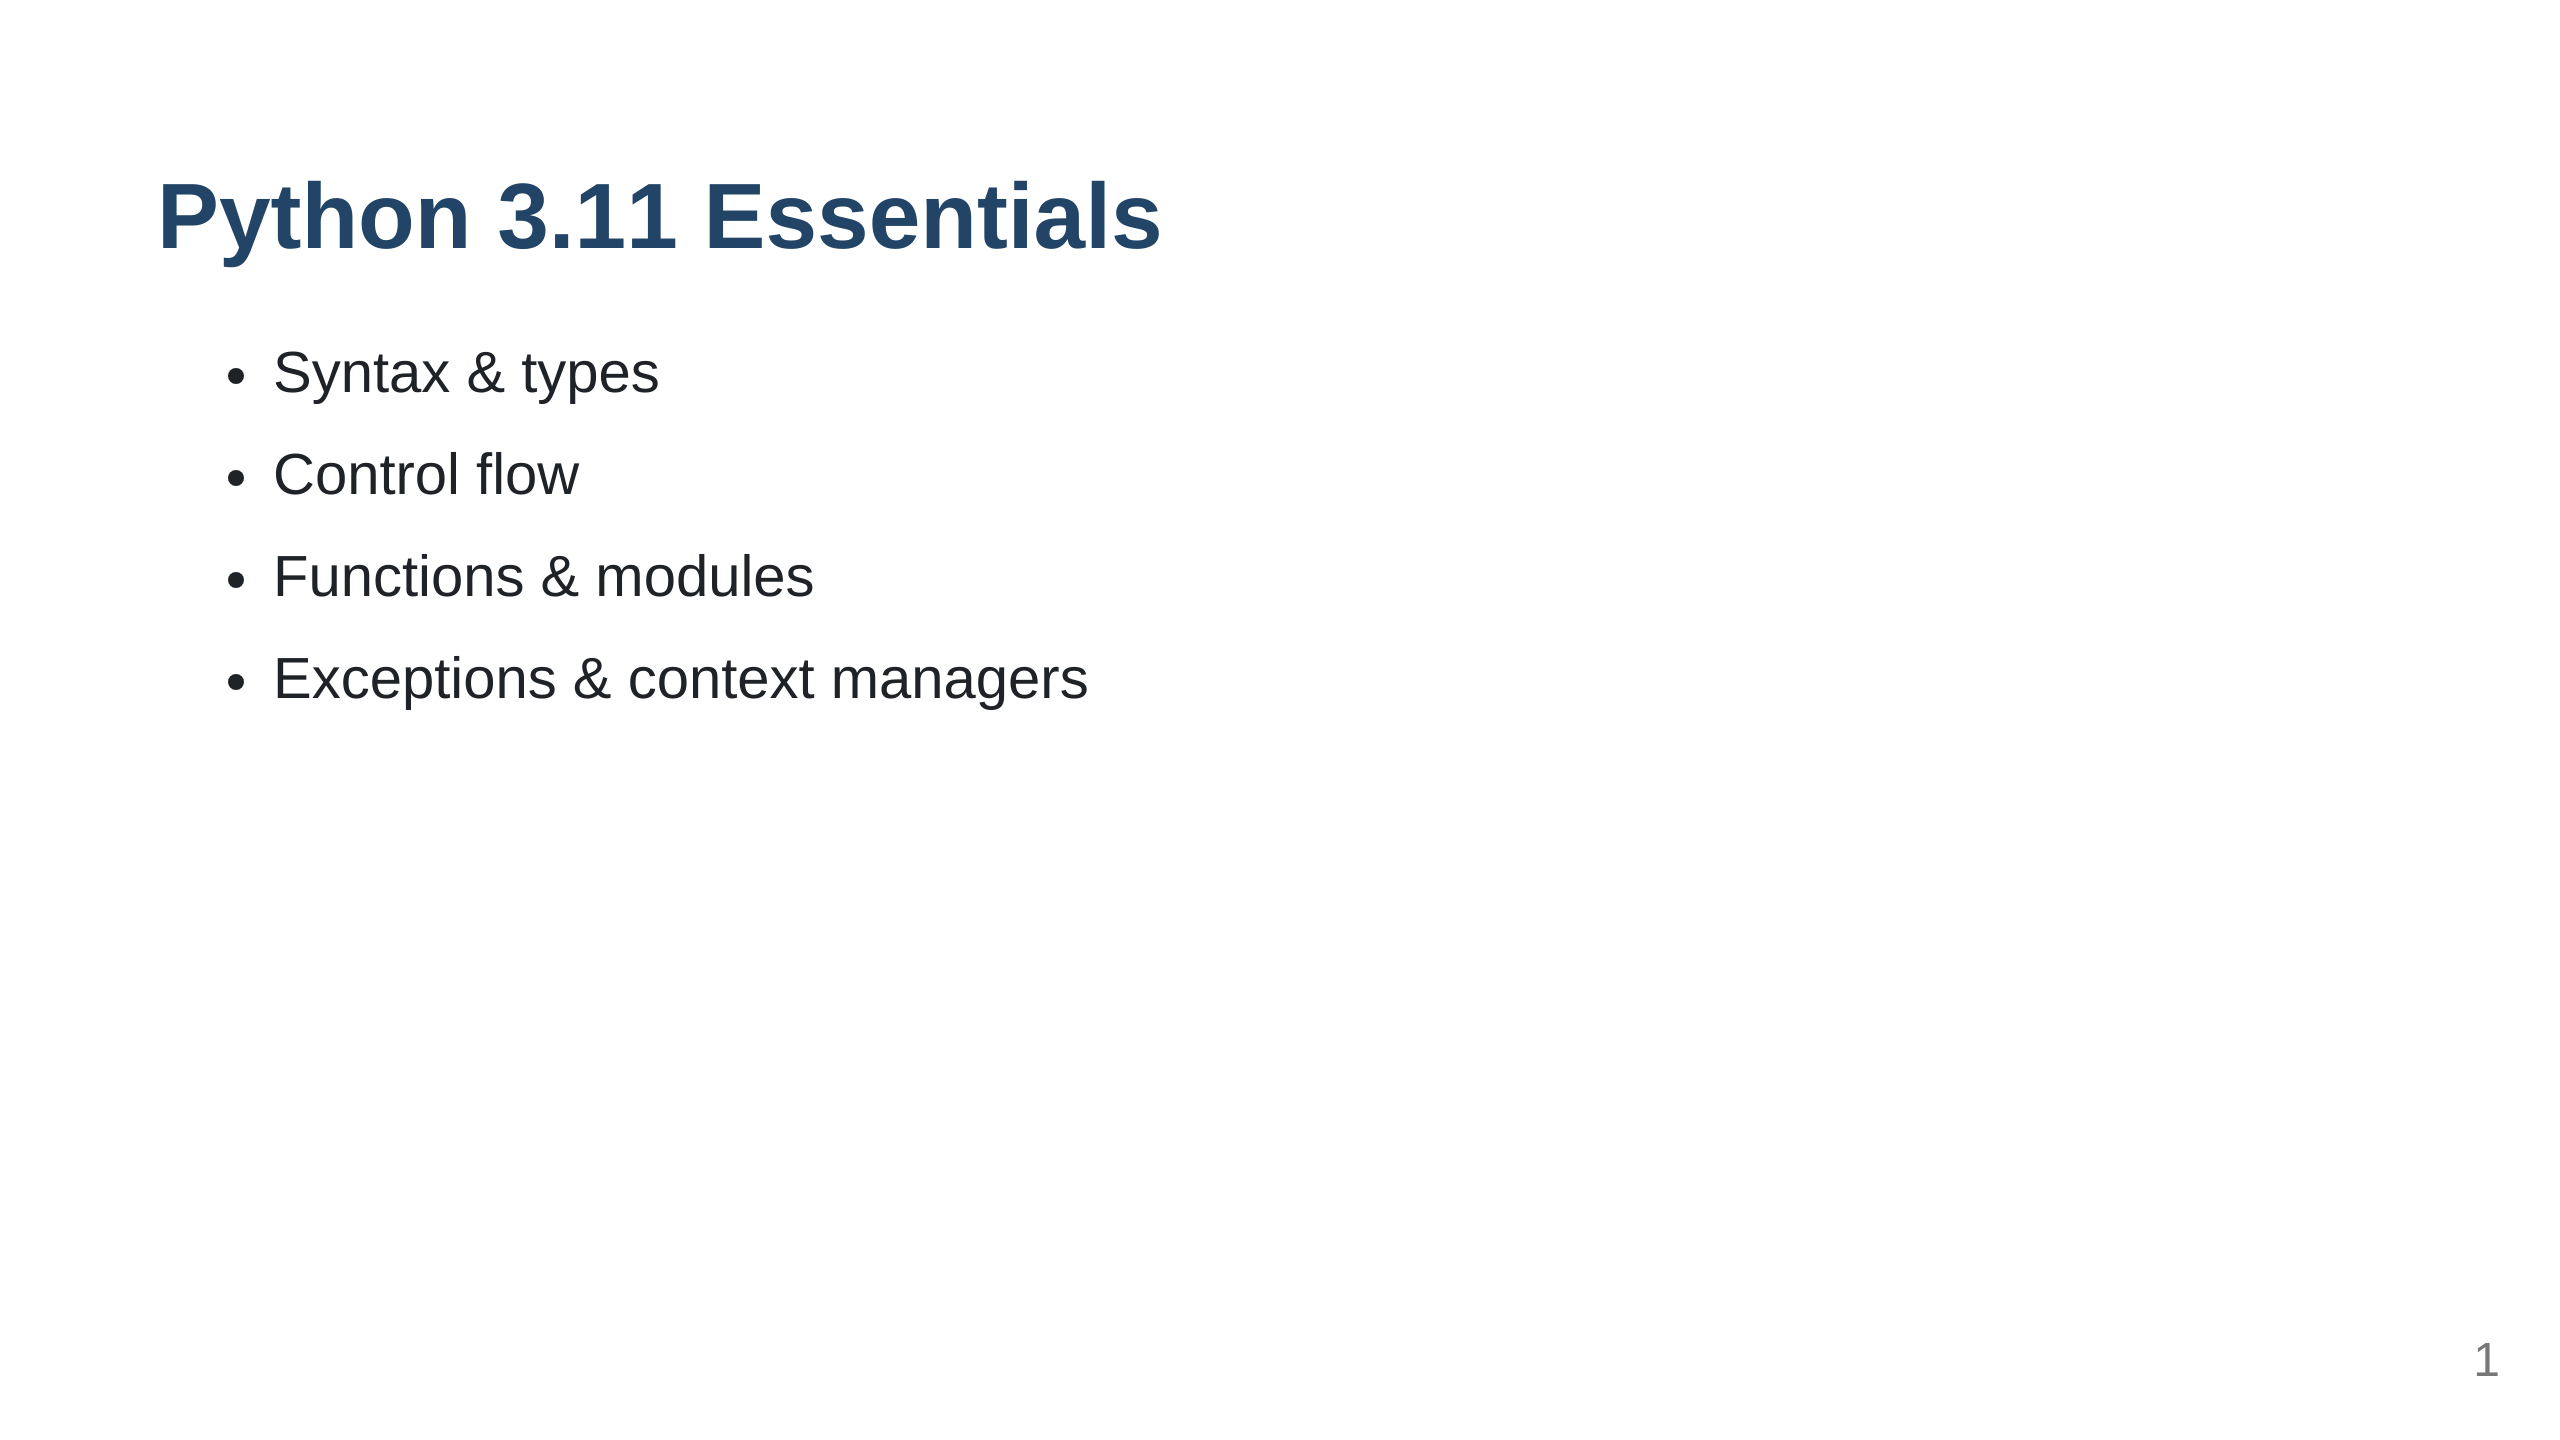 Python 3.11 Essentials
• Syntax & types
• Control flow
• Functions & modules
• Exceptions & context managers
1